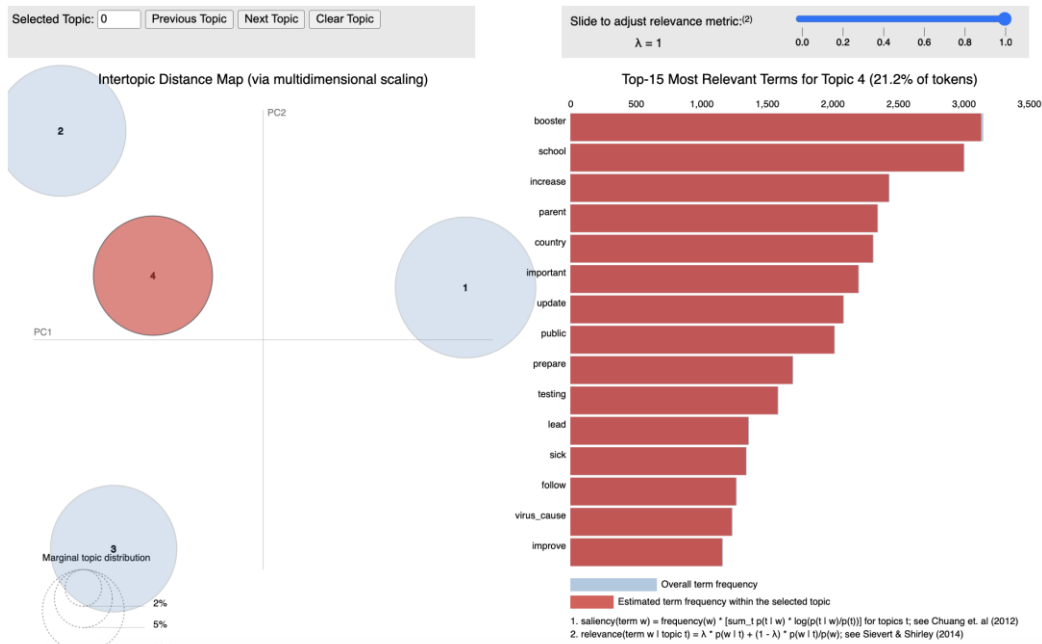 Selected Topic: 0 Previous Topic Next Topic Clear Topic
Slide to adjust relevance metric:(2)
λ = 1
0.0 0.2 0.4 0.6 0.8 1.0
Intertopic Distance Map (via multidimensional scaling)
PC2
PC1
2
4
1
3
Marginal topic distribution
2%
5%
Top-15 Most Relevant Terms for Topic 4 (21.2% of tokens)
0 500 1,000 1,500 2,000 2,500 3,000 3,500
booster
school
increase
parent
country
important
update
public
prepare
testing
lead
sick
follow
virus_cause
improve
Overall term frequency
Estimated term frequency within the selected topic
1. saliency(term w) = frequency(w) * [sum_t p(t | w) * log(p(t | w)/p(t))] for topics t; see Chuang et. al (2012)
2. relevance(term w | topic t) = λ * p(w | t) + (1 - λ) * p(w | t)/p(w); see Sievert & Shirley (2014)